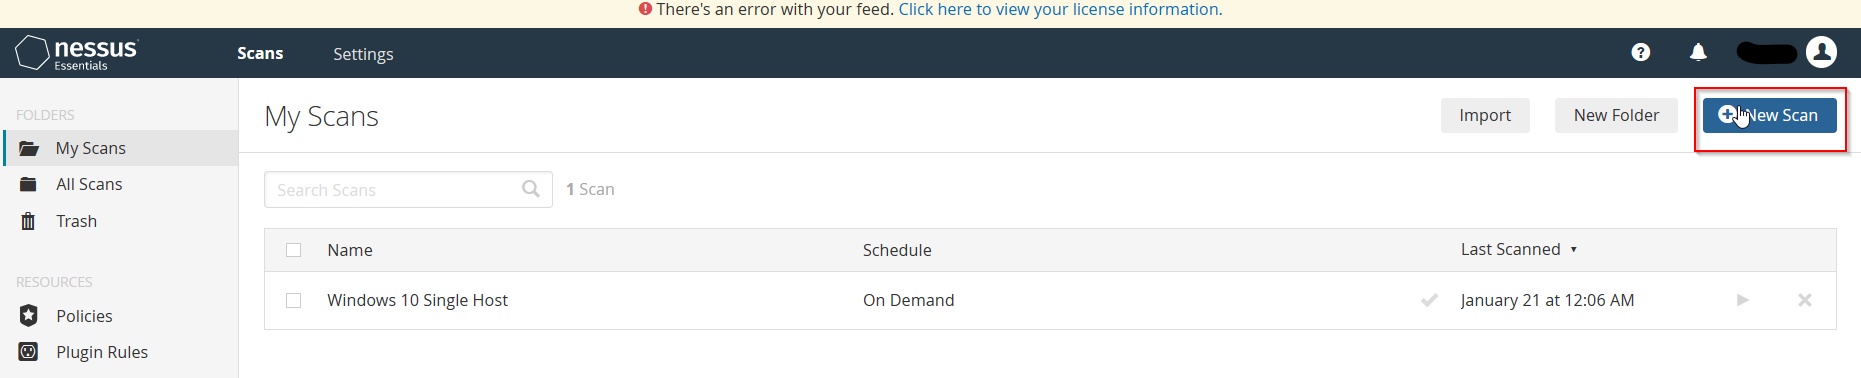 There's an error with your feed. Click here to view your license information.
nessus
Essentials
Scans
Settings
FOLDERS
My Scans
All Scans
Trash
RESOURCES
Policies
Plugin Rules
My Scans
Import
New Folder
New Scan
Search Scans
1 Scan
Name Schedule Last Scanned
Windows 10 Single Host On Demand January 21 at 12:06 AM